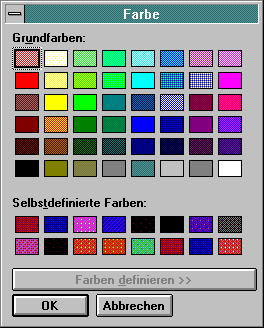 Farbe
Grundfarben:
Selbstdefinierte Farben:
Farben definieren >>
OK
Abbrechen